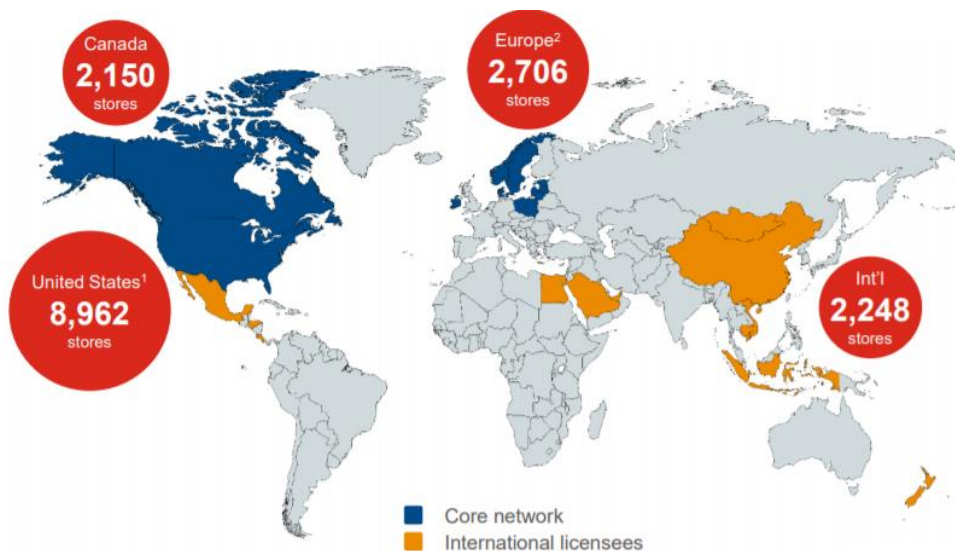 Canada
2,150
stores
Europe²
2,706
stores
United States¹
8,962
stores
Int'l
2,248
stores
Core network
International licensees